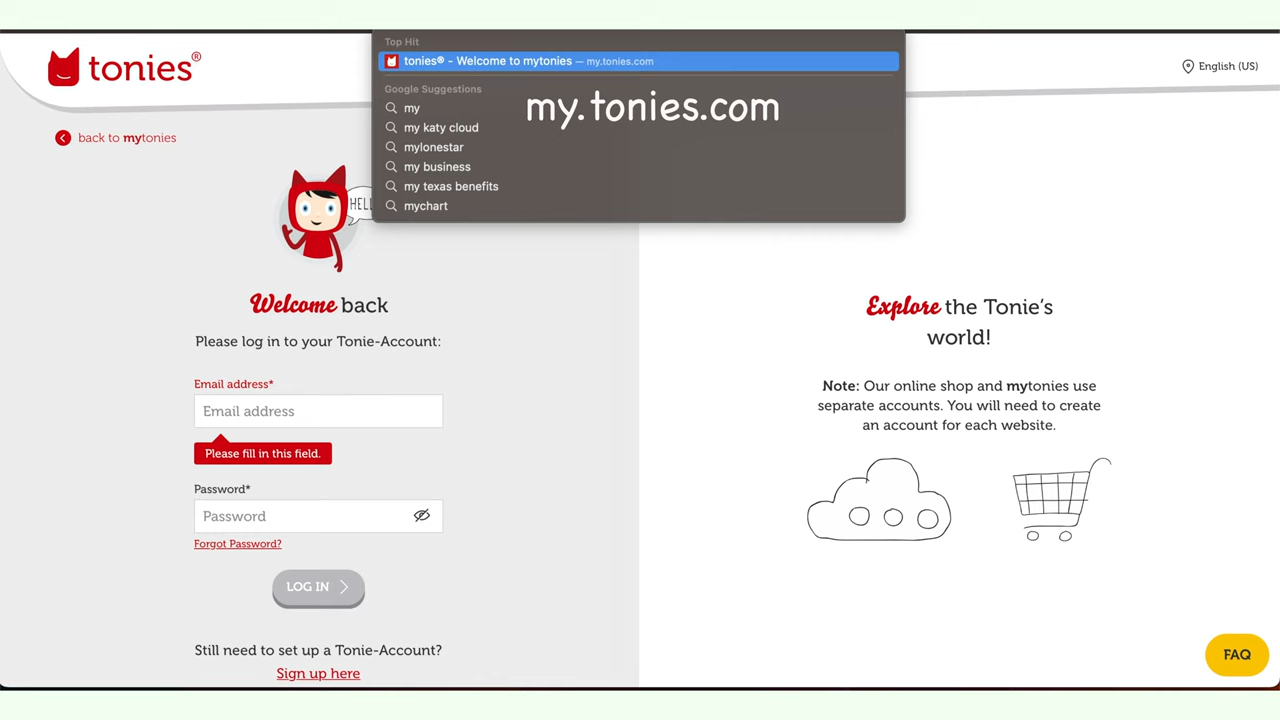 Top Hit
tonies® - Welcome to mytonies — my.tonies.com
Google Suggestions
my
my katy cloud
mylonestar
my business
my texas benefits
mychart
my.tonies.com
tonies®
English (US)
back to mytonies
HELL
Welcome back
Please log in to your Tonie-Account:
Email address*
Email address
Please fill in this field.
Password*
Password
Forgot Password?
LOG IN
Still need to set up a Tonie-Account?
Sign up here
Explore the Tonie's
world!
Note: Our online shop and mytonies use
separate accounts. You will need to create
an account for each website.
FAQ